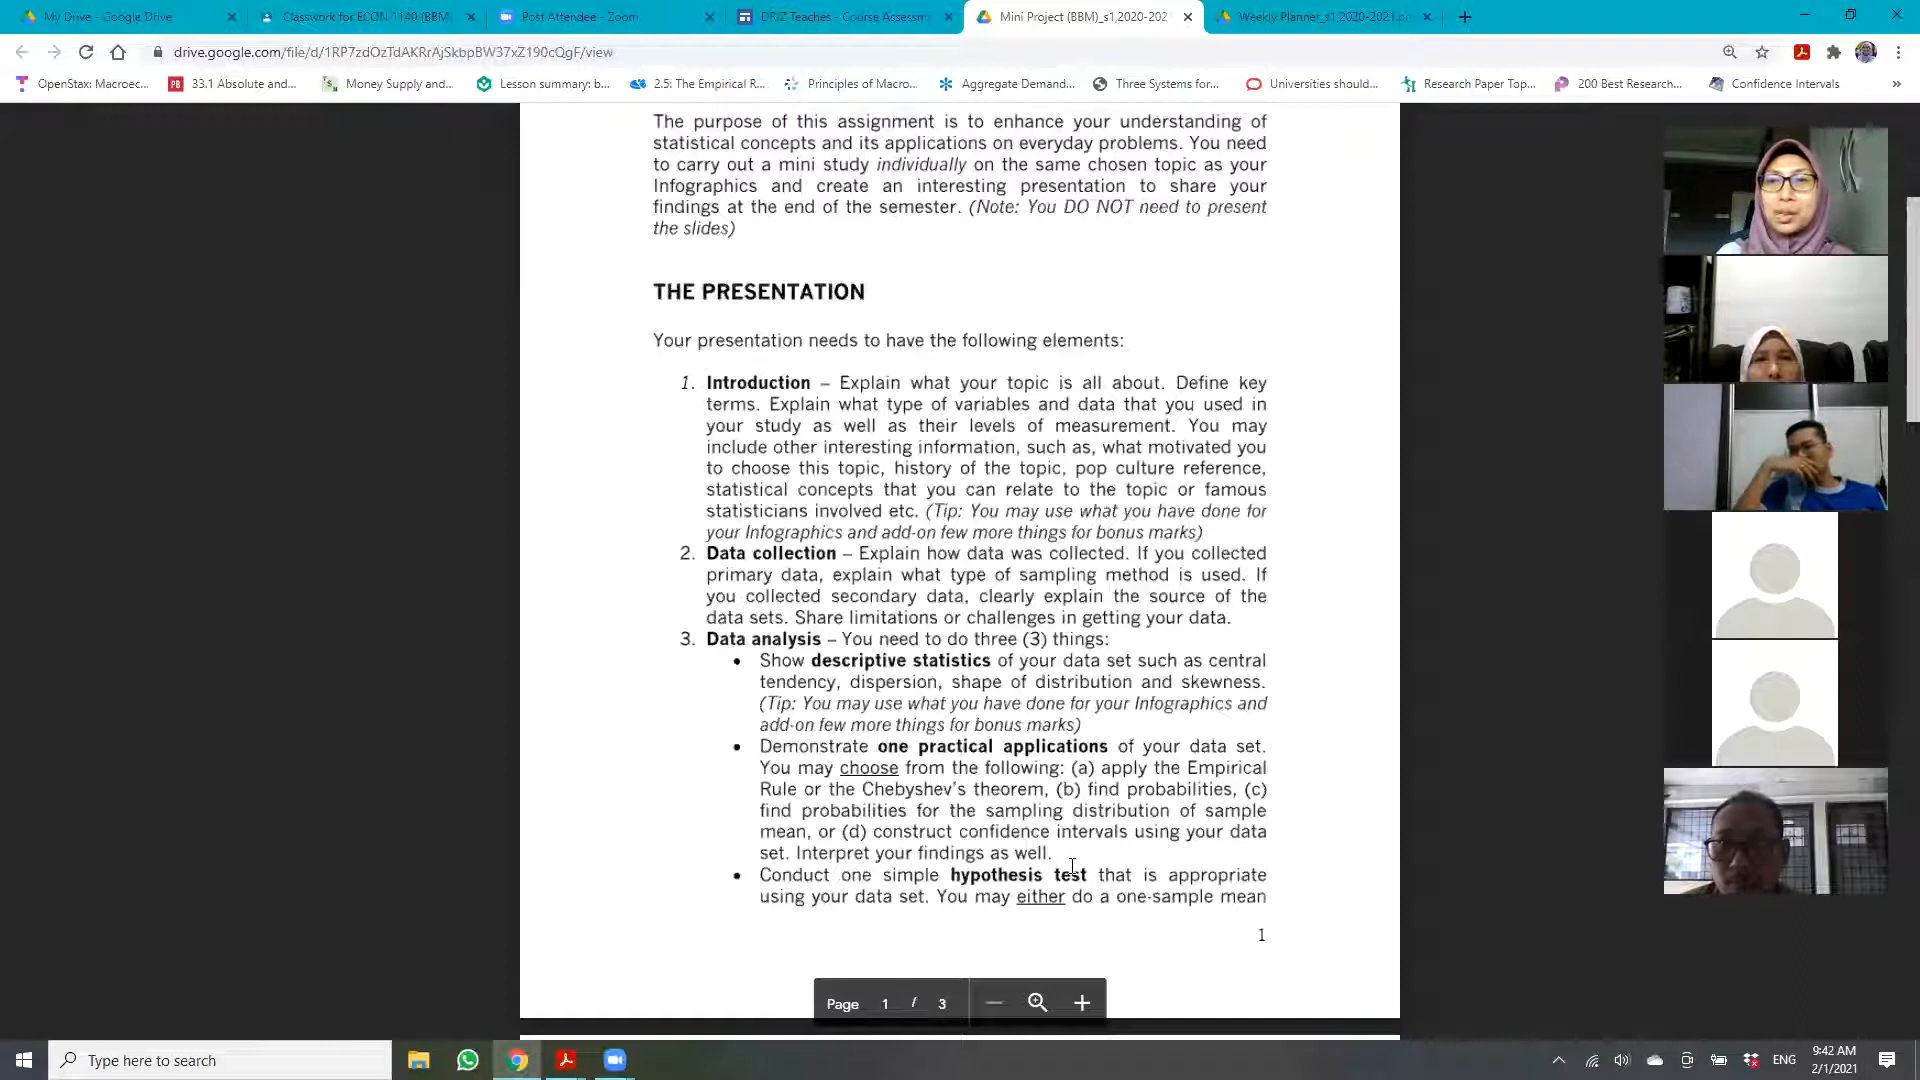 My Drive - Google Drive
Classwork for ECON 1140 (BBM
Post Attendee - Zoom
DR IZ Teaches - Course Assessm
Mini Project (BBM)_s1,2020-202
Weekly Planner_s1,2020-2021.p
drive.google.com/file/d/1RP7zdOzTdAKRrAjSkbpBW37xZ190cQgF/view
OpenStax: Macroec...
33.1 Absolute and...
Money Supply and...
Lesson summary: b...
2.5: The Empirical R...
Principles of Macro...
Aggregate Demand...
Three Systems for...
Universities should...
Research Paper Top...
200 Best Research...
Confidence Intervals
The purpose of this assignment is to enhance your understanding of
statistical concepts and its applications on everyday problems. You need
to carry out a mini study individually on the same chosen topic as your
Infographics and create an interesting presentation to share your
findings at the end of the semester. (Note: You DO NOT need to present
the slides)
THE PRESENTATION
Your presentation needs to have the following elements:
1. Introduction – Explain what your topic is all about. Define key
terms. Explain what type of variables and data that you used in
your study as well as their levels of measurement. You may
include other interesting information, such as, what motivated you
to choose this topic, history of the topic, pop culture reference,
statistical concepts that you can relate to the topic or famous
statisticians involved etc. (Tip: You may use what you have done for
your Infographics and add-on few more things for bonus marks)
2. Data collection – Explain how data was collected. If you collected
primary data, explain what type of sampling method is used. If
you collected secondary data, clearly explain the source of the
data sets. Share limitations or challenges in getting your data.
3. Data analysis – You need to do three (3) things:
• Show descriptive statistics of your data set such as central
tendency, dispersion, shape of distribution and skewness.
(Tip: You may use what you have done for your Infographics and
add-on few more things for bonus marks)
• Demonstrate one practical applications of your data set.
You may choose from the following: (a) apply the Empirical
Rule or the Chebyshev's theorem, (b) find probabilities, (c)
find probabilities for the sampling distribution of sample
mean, or (d) construct confidence intervals using your data
set. Interpret your findings as well.
• Conduct one simple hypothesis test that is appropriate
using your data set. You may either do a one-sample mean
1
Page 1 / 3
Type here to search
ENG
9:42 AM
2/1/2021